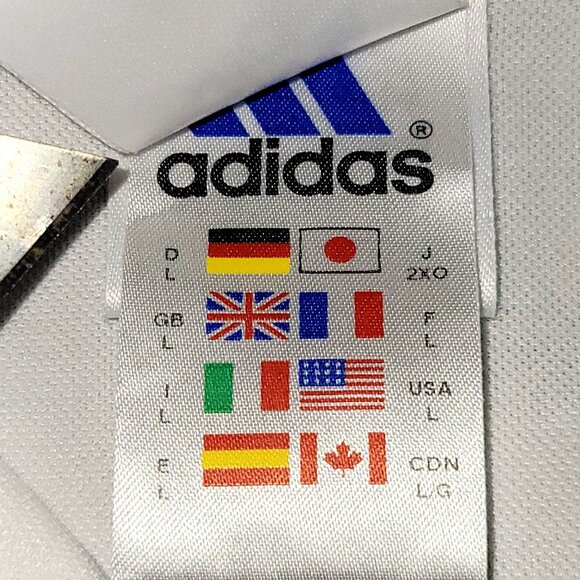 ®
adidas
D J
L 2XO
GB F
L L
I USA
L L
E CDN
L L/G